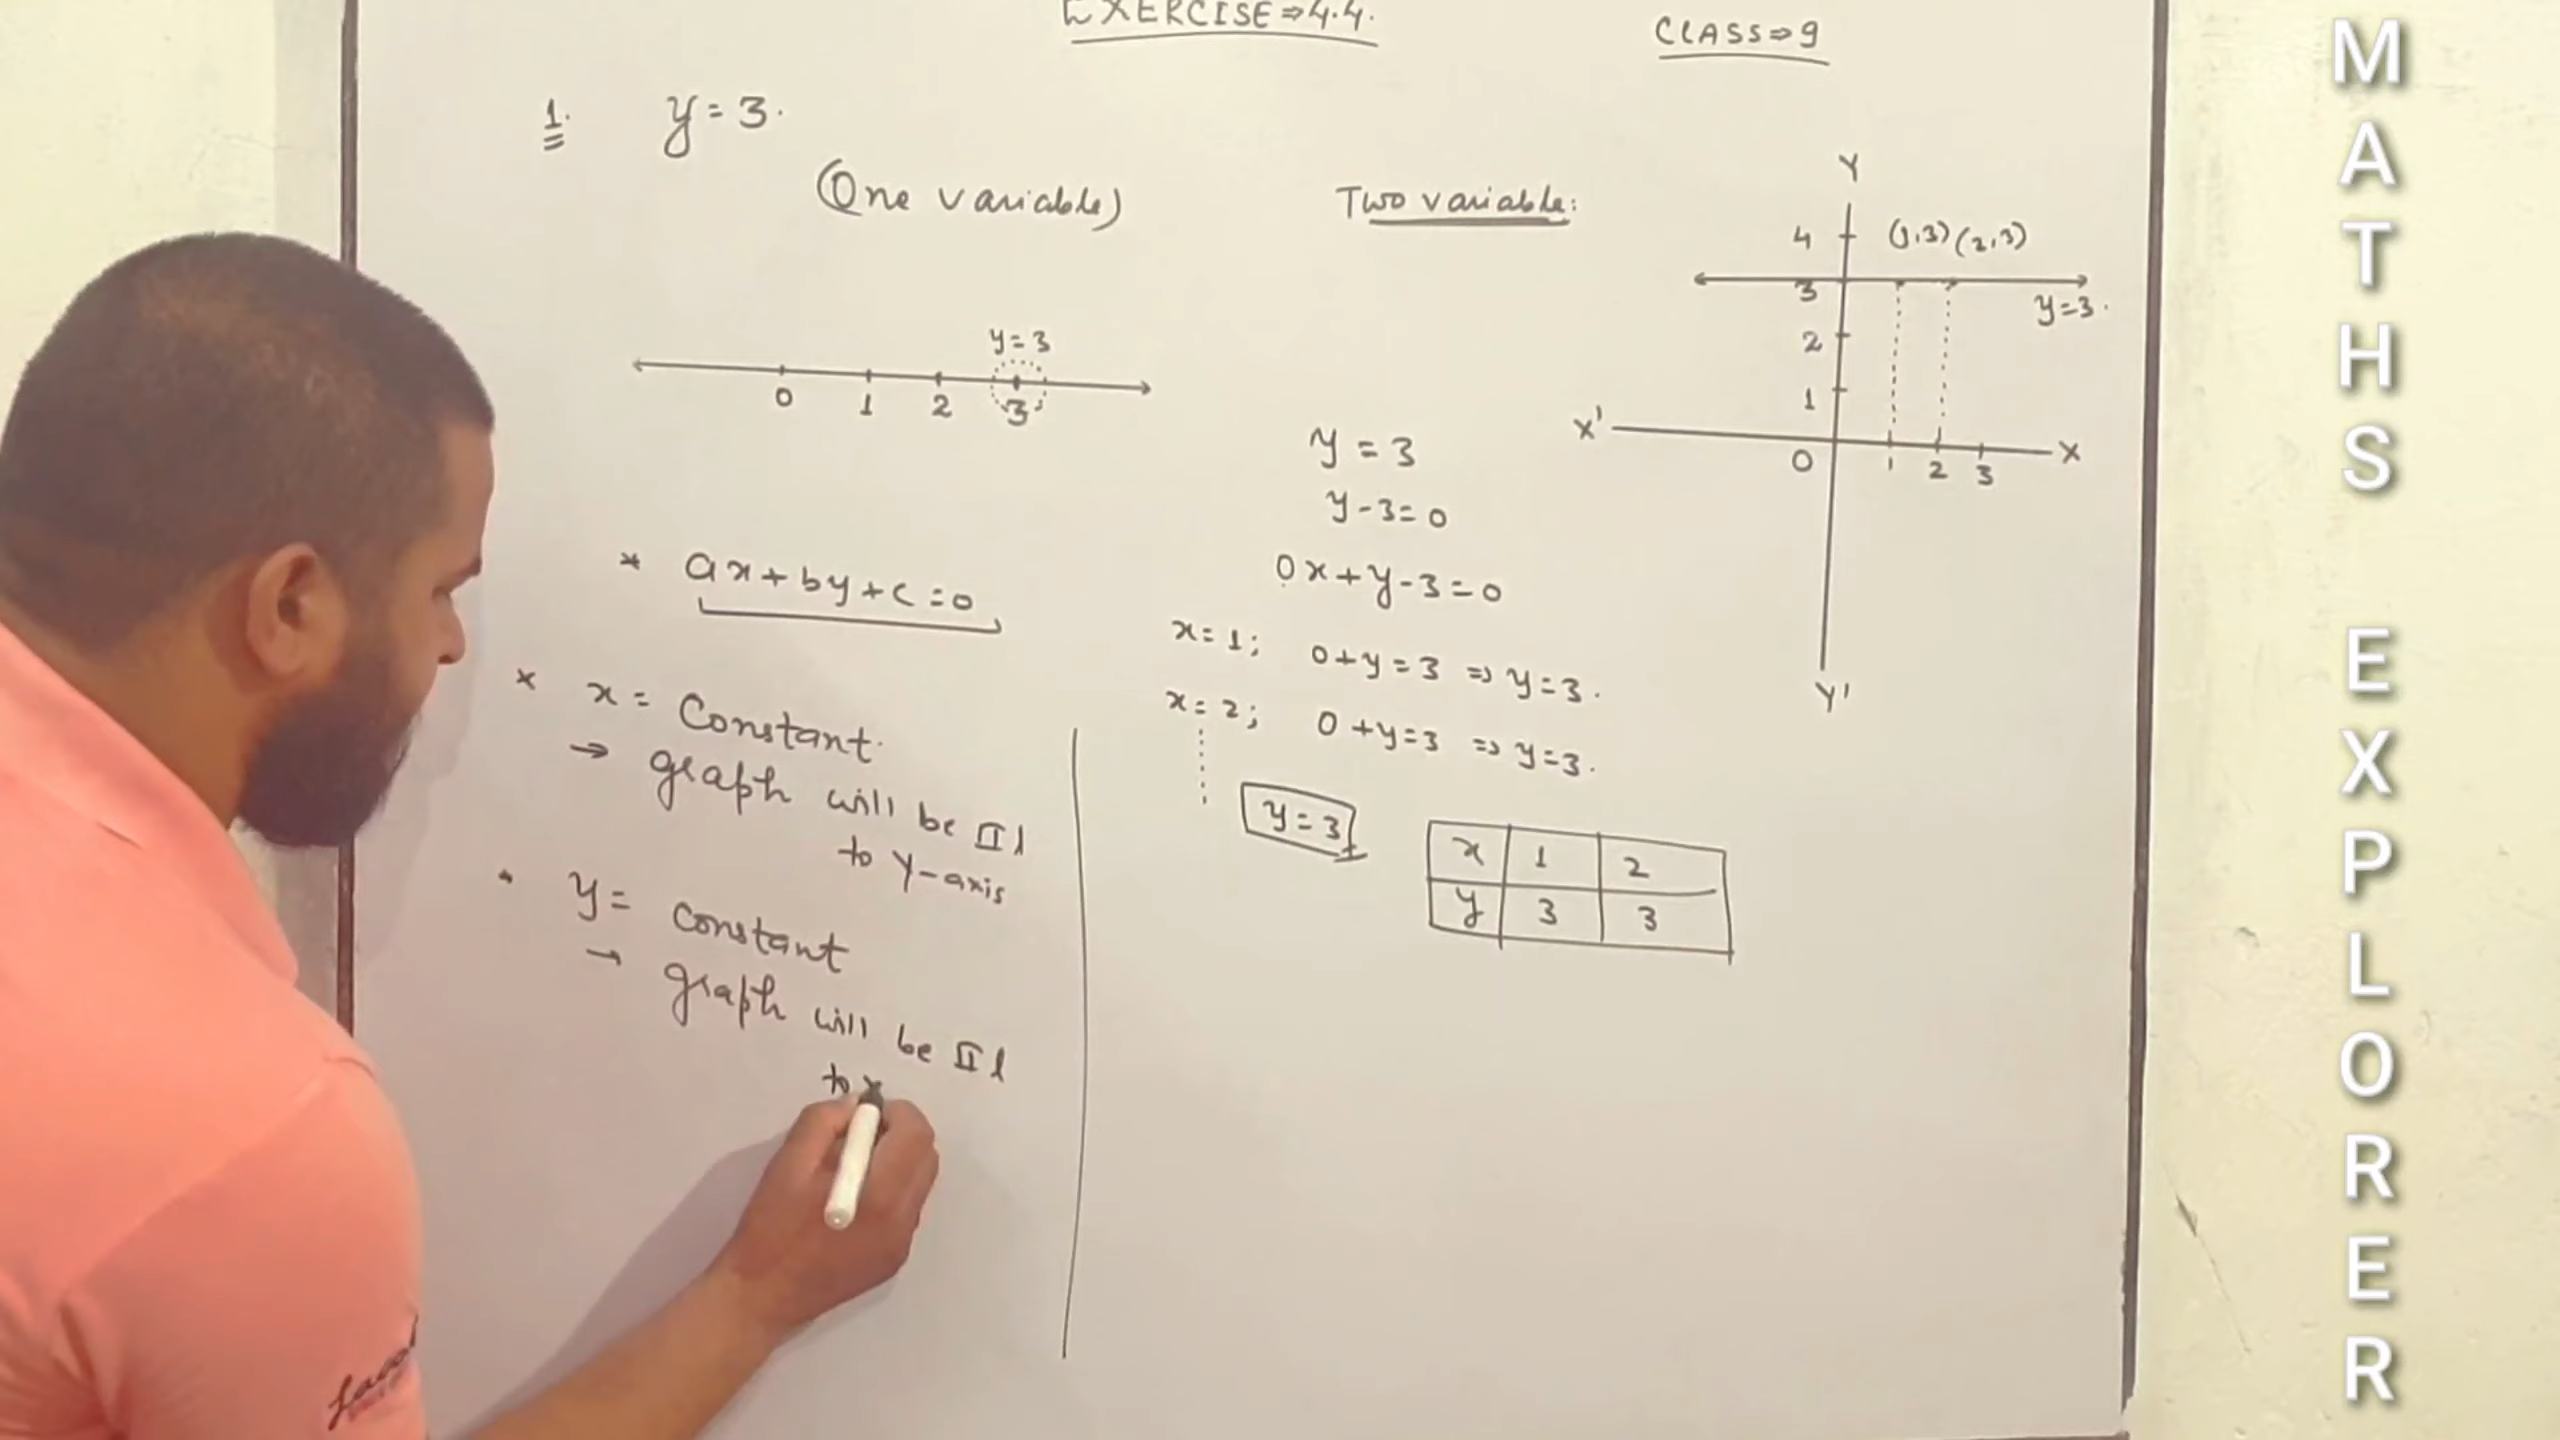 EXERCISE⇒4.4.
CLASS⇒9
1. y=3.
(One variable)
y=3
0 1 2 3
* ax+by+c=0
* x= Constant.
→ graph will be II l
to Y-axis
• y= constant
→ graph will be II l
to x
Two variable:
y=3
y-3=0
0x+y-3=0
x=1; 0+y=3 ⇒ y=3.
x=2; 0+y=3 ⇒ y=3.
y=3
x 1 2
y 3 3
Y
4 (1,3) (2,3)
3
y=3.
2
1
X' X
0 1 2 3
Y'
MATHS EXPLORER